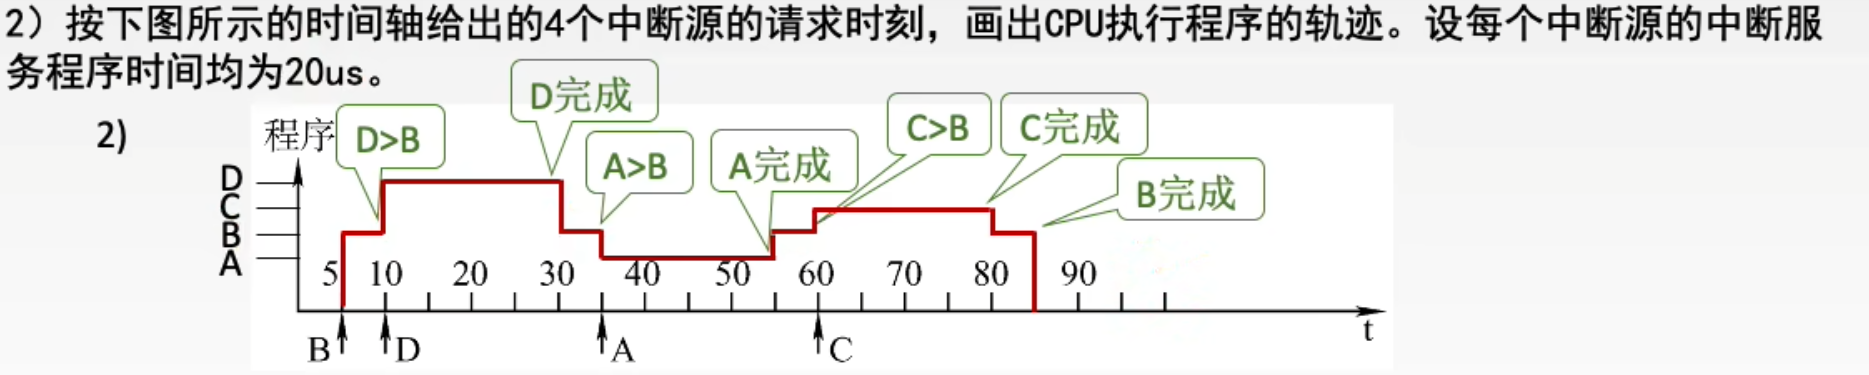 2）按下图所示的时间轴给出的4个中断源的请求时刻，画出CPU执行程序的轨迹。设每个中断源的中断服
务程序时间均为20us。
2)
程序
D>B
D完成
A>B
A完成
C>B
C完成
B完成
D
C
B
A
5 10 20 30 40 50 60 70 80 90
t
B D A C